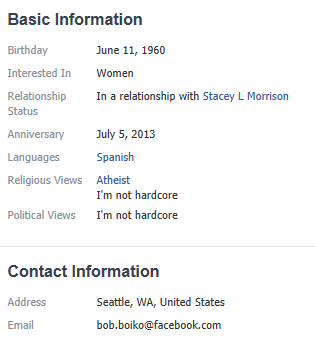 Basic Information
Birthday June 11, 1960
Interested In Women
Relationship Status In a relationship with Stacey L Morrison
Anniversary July 5, 2013
Languages Spanish
Religious Views Atheist
I'm not hardcore
Political Views I'm not hardcore
Contact Information
Address Seattle, WA, United States
Email bob.boiko@facebook.com